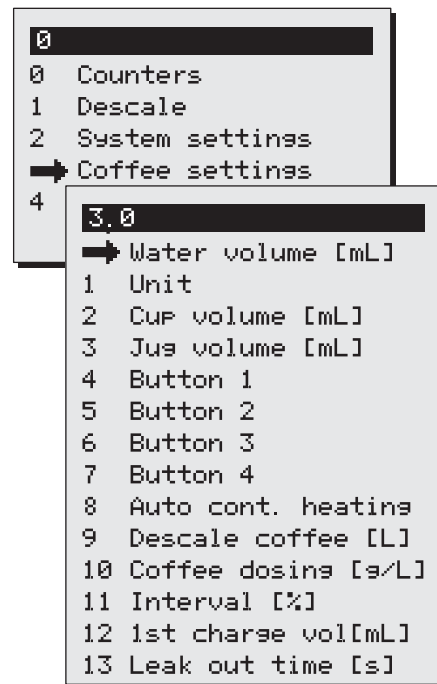 0
0 Counters
1 Descale
2 System settings
Coffee settings
4
3.0
Water volume [mL]
1 Unit
2 Cup volume [mL]
3 Jug volume [mL]
4 Button 1
5 Button 2
6 Button 3
7 Button 4
8 Auto cont. heating
9 Descale coffee [L]
10 Coffee dosing [g/L]
11 Interval [%]
12 1st charge vol[mL]
13 Leak out time [s]